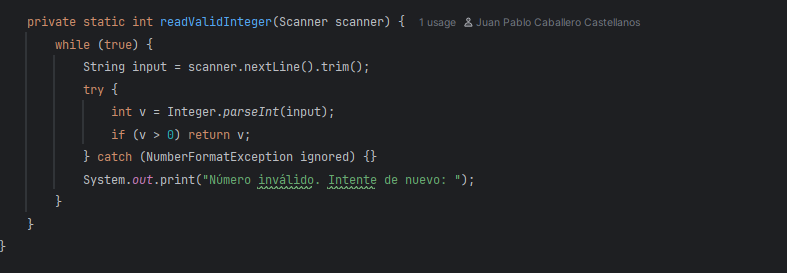 private static int readValidInteger(Scanner scanner) { 1 usage Juan Pablo Caballero Castellanos
while (true) {
String input = scanner.nextLine().trim();
try {
int v = Integer.parseInt(input);
if (v > 0) return v;
} catch (NumberFormatException ignored) {}
System.out.print("Número inválido. Intente de nuevo: ");
}
}
}